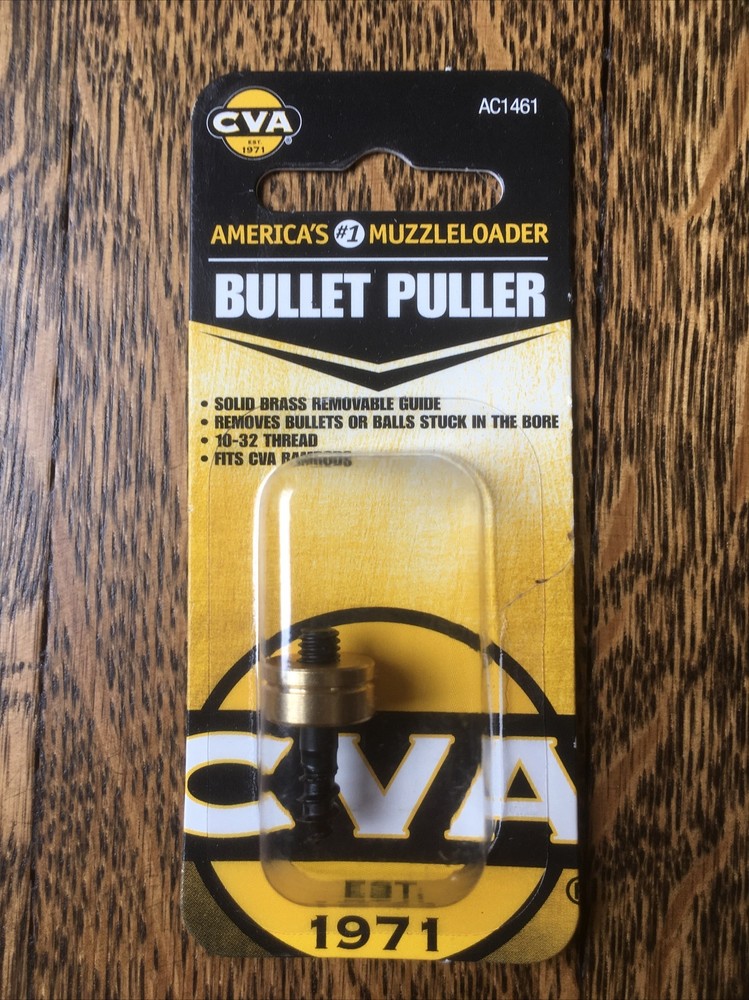 CVA
EST.
1971
®
AC1461
AMERICA'S #1 MUZZLELOADER
BULLET PULLER
• SOLID BRASS REMOVABLE GUIDE
• REMOVES BULLETS OR BALLS STUCK IN THE BORE
• 10-32 THREAD
• FITS CVA RAMRODS
CVA
EST.
1971
®